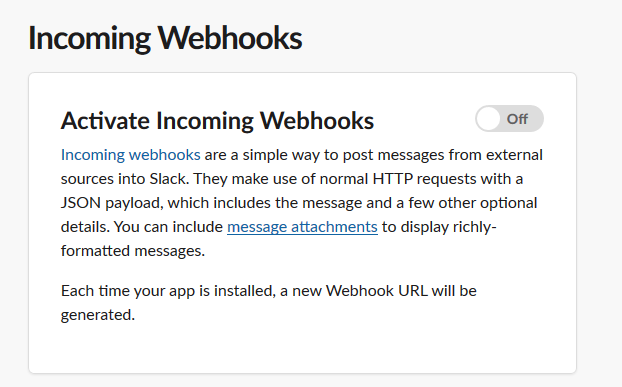 Incoming Webhooks
Activate Incoming Webhooks
Off
Incoming webhooks are a simple way to post messages from external
sources into Slack. They make use of normal HTTP requests with a
JSON payload, which includes the message and a few other optional
details. You can include message attachments to display richly-
formatted messages.
Each time your app is installed, a new Webhook URL will be
generated.